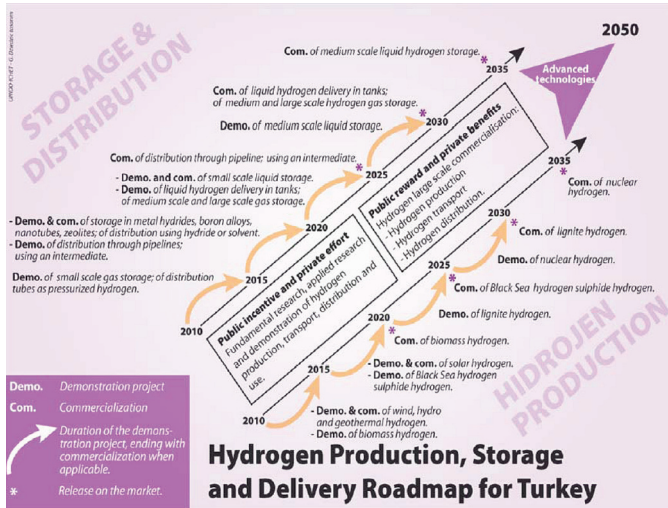 UNIDO-ICHET - G. Dinçdöz
STORAGE &
DISTRIBUTION
2050
Advanced
technologies
Com. of medium scale liquid hydrogen storage. *
2035
Com. of liquid hydrogen delivery in tanks;
of medium and large scale hydrogen gas storage. *
2030
Demo. of medium scale liquid storage.
Com. of distribution through pipeline; using an intermediate. *
2025
- Demo. and com. of small scale liquid storage.
- Demo. of liquid hydrogen delivery in tanks;
of medium scale and large scale gas storage.
2020
- Demo. & com. of storage in metal hydrides, boron alloys,
nanotubes, zeolites; of distribution using hydride or solvent.
- Demo. of distribution through pipelines;
using an intermediate.
2015
Demo. of small scale gas storage; of distribution
tubes as pressurized hydrogen.
2010
Public incentive and private effort
Fundamental research, applied research
and demonstration of hydrogen
production, transport, distribution and
use.
Public reward and private benefits
Hydrogen large scale commercialisation:
- Hydrogen production
- Hydrogen transport
- Hydrogen distribution.
2035
*
Com. of nuclear
hydrogen.
2030
* Com. of lignite hydrogen.
Demo. of nuclear hydrogen.
2025
* Com. of Black Sea hydrogen sulphide hydrogen.
Demo. of lignite hydrogen.
2020
* Com. of biomass hydrogen.
- Demo. & com. of solar hydrogen.
- Demo. of Black Sea hydrogen
sulphide hydrogen.
2015
- Demo. & com. of wind, hydro
and geothermal hydrogen.
- Demo. of biomass hydrogen.
2010
HIDROJEN
PRODUCTION
Demo. Demonstration project
Com. Commercialization
Duration of the demons-
tration project, ending with
commercialization when
applicable.
* Release on the market.
Hydrogen Production, Storage
and Delivery Roadmap for Turkey